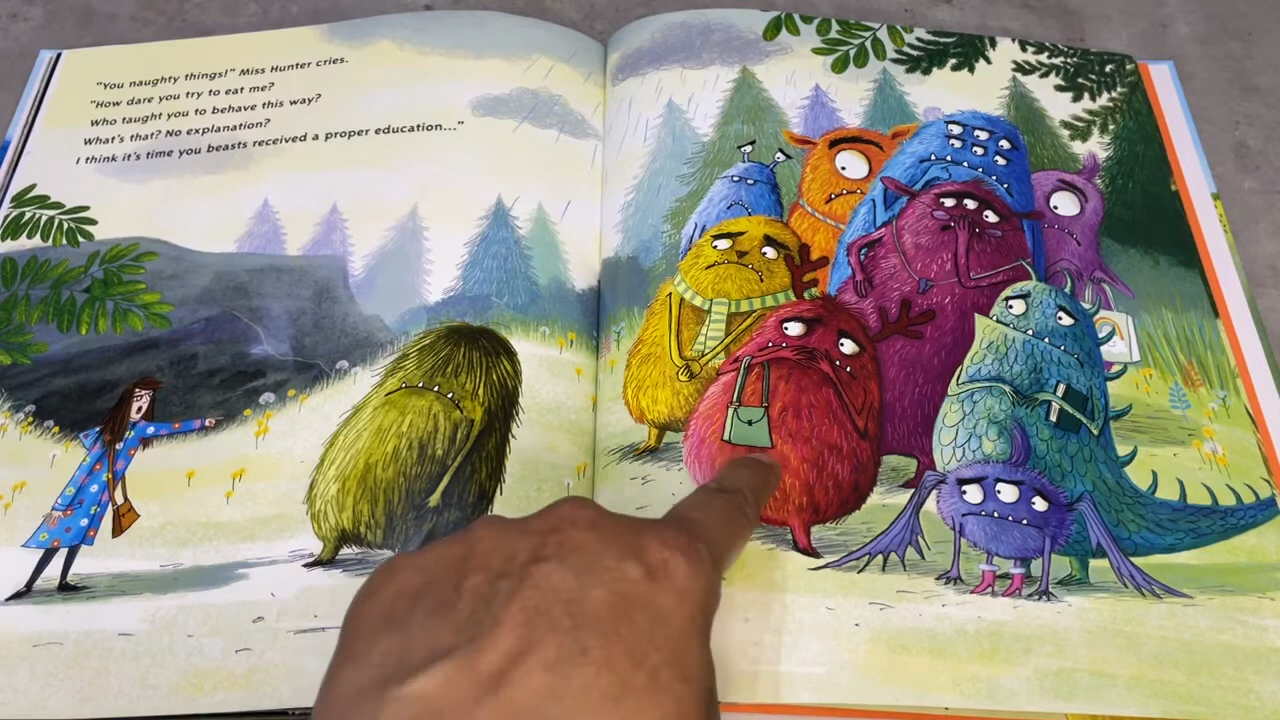 "You naughty things!" Miss Hunter cries.
"How dare you try to eat me?
Who taught you to behave this way?
What's that? No explanation?
I think it's time you beasts received a proper education..."